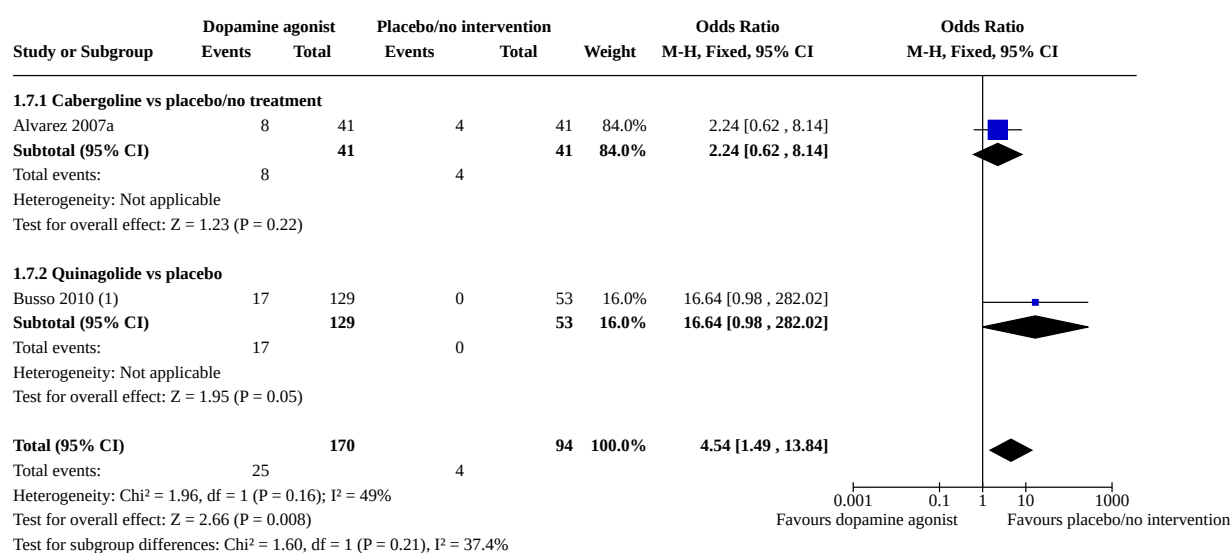 Dopamine agonist Placebo/no intervention Odds Ratio Odds Ratio
Study or Subgroup Events Total Events Total Weight M-H, Fixed, 95% CI M-H, Fixed, 95% CI
1.7.1 Cabergoline vs placebo/no treatment
Alvarez 2007a 8 41 4 41 84.0% 2.24 [0.62 , 8.14]
Subtotal (95% CI) 41 41 84.0% 2.24 [0.62 , 8.14]
Total events: 8 4
Heterogeneity: Not applicable
Test for overall effect: Z = 1.23 (P = 0.22)
1.7.2 Quinagolide vs placebo
Busso 2010 (1) 17 129 0 53 16.0% 16.64 [0.98 , 282.02]
Subtotal (95% CI) 129 53 16.0% 16.64 [0.98 , 282.02]
Total events: 17 0
Heterogeneity: Not applicable
Test for overall effect: Z = 1.95 (P = 0.05)
Total (95% CI) 170 94 100.0% 4.54 [1.49 , 13.84]
Total events: 25 4
Heterogeneity: Chi² = 1.96, df = 1 (P = 0.16); I² = 49%
0.001 0.1 1 10 1000
Test for overall effect: Z = 2.66 (P = 0.008)
Favours dopamine agonist Favours placebo/no intervention
Test for subgroup differences: Chi² = 1.60, df = 1 (P = 0.21), I² = 37.4%